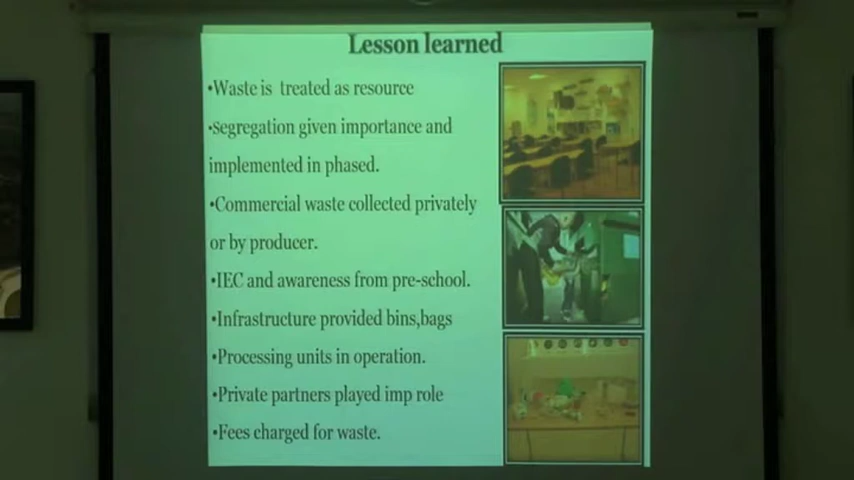 Lesson learned
•Waste is treated as resource
•segregation given importance and
implemented in phased.
•Commercial waste collected privately
or by producer.
•IEC and awareness from pre-school.
•Infrastructure provided bins,bags
•Processing units in operation.
•Private partners played imp role
•Fees charged for waste.